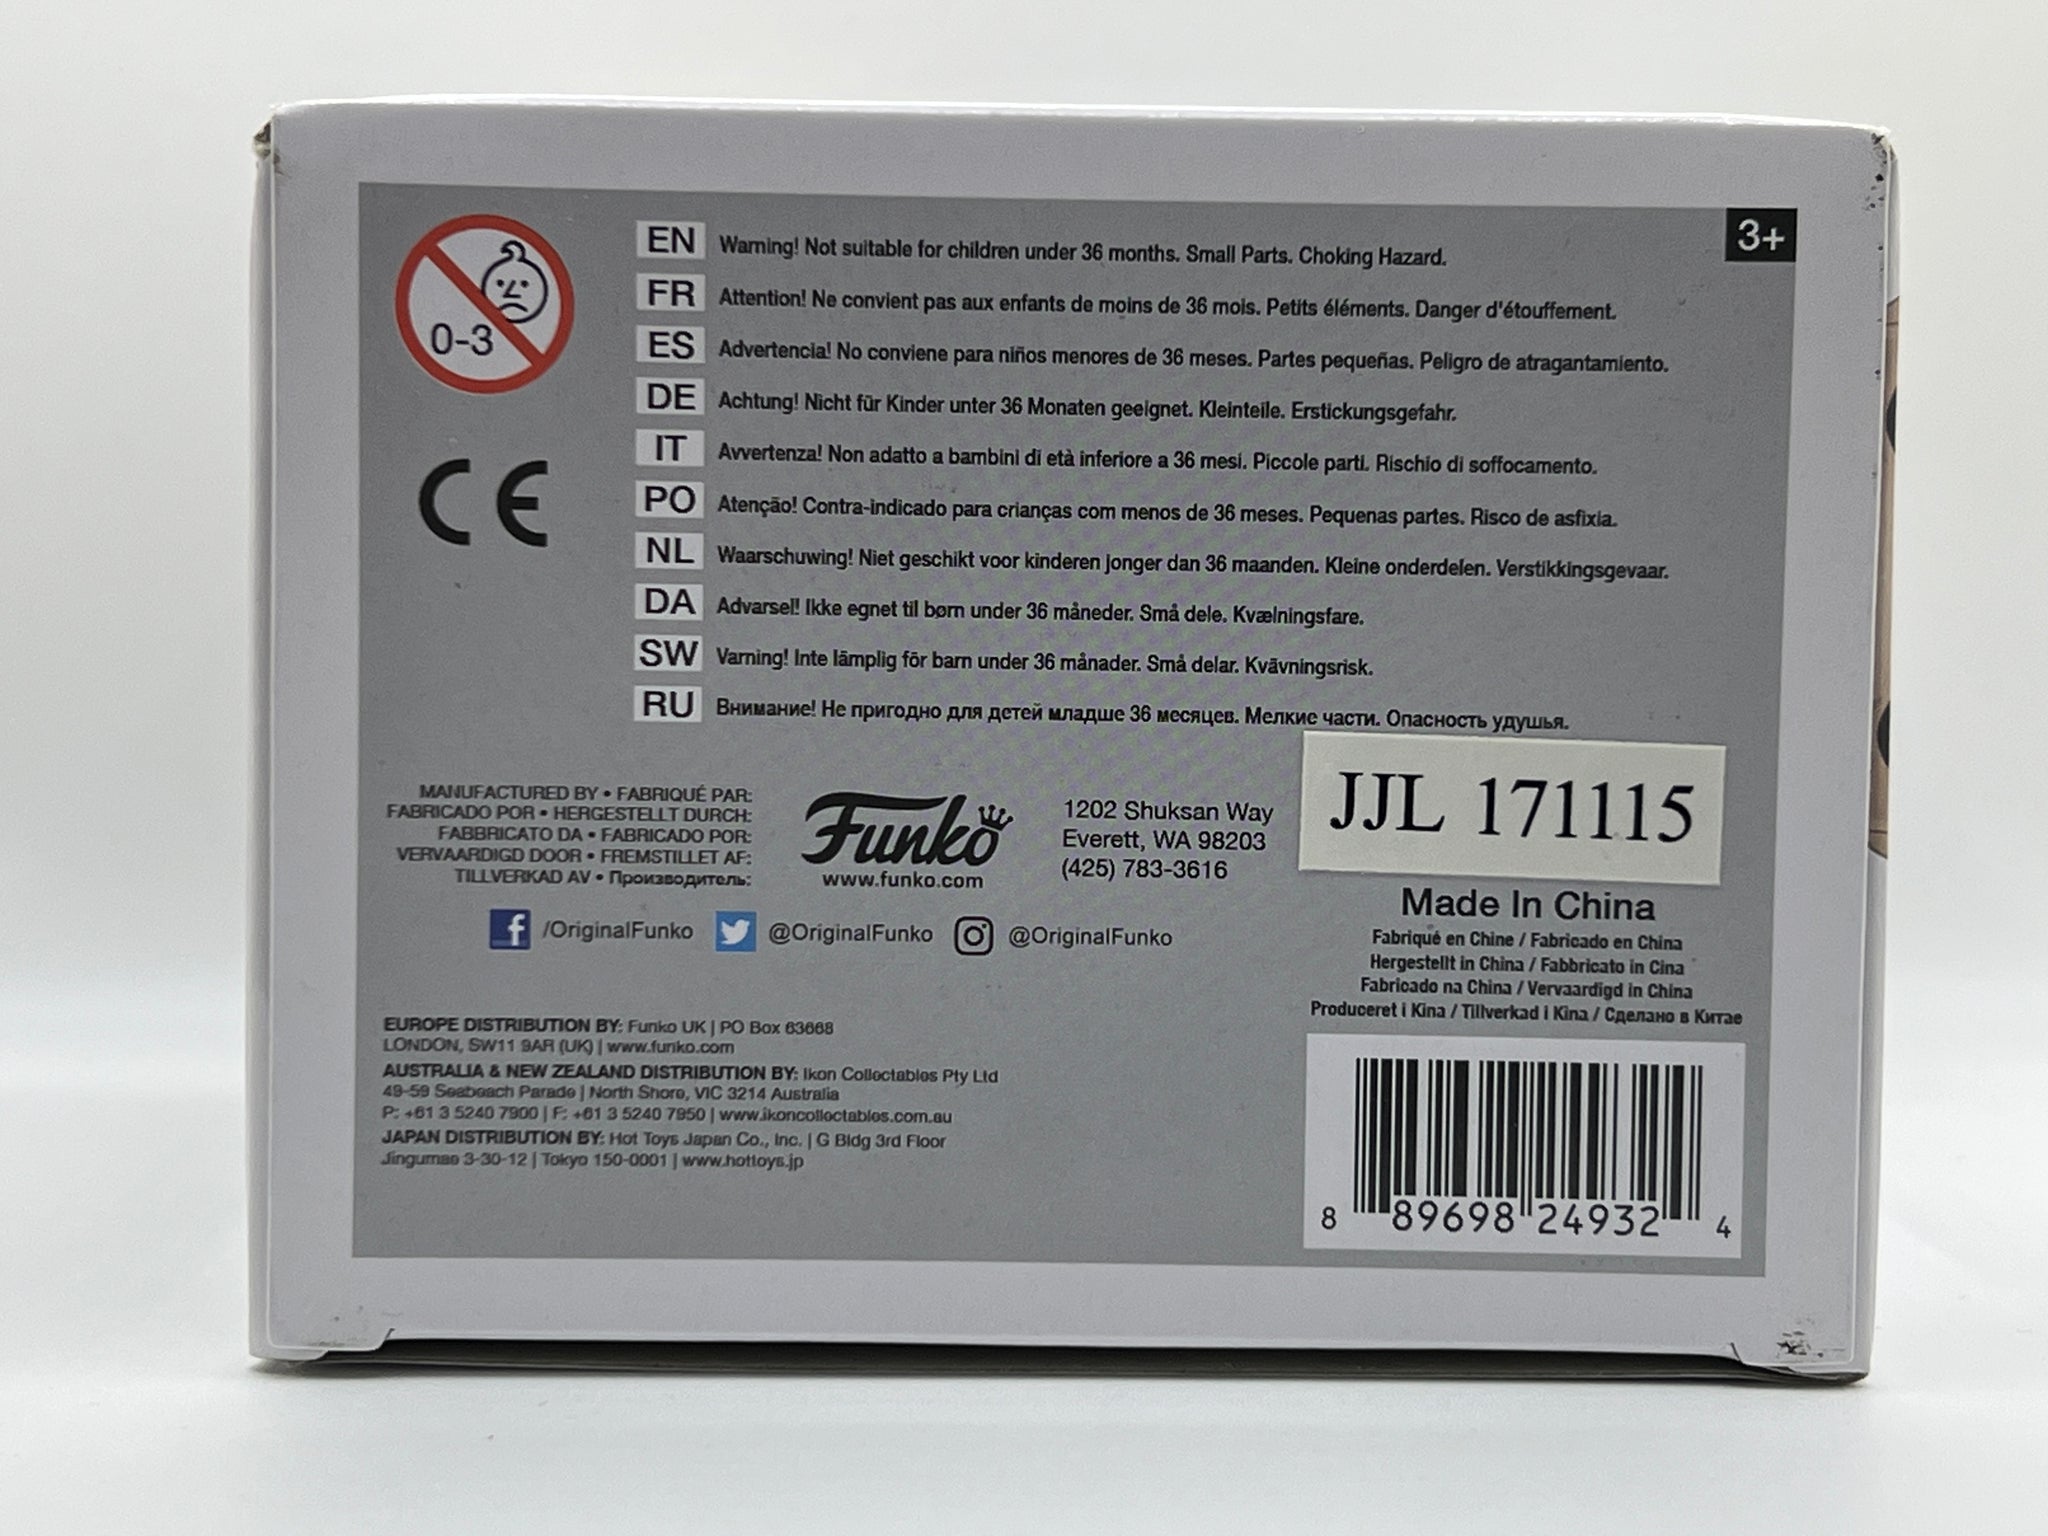 0-3
3+
EN Warning! Not suitable for children under 36 months. Small Parts. Choking Hazard.
FR Attention! Ne convient pas aux enfants de moins de 36 mois. Petits éléments. Danger d'étouffement.
ES Advertencia! No conviene para niños menores de 36 meses. Partes pequeñas. Peligro de atragantamiento.
DE Achtung! Nicht für Kinder unter 36 Monaten geeignet. Kleinteile. Erstickungsgefahr.
IT Avvertenza! Non adatto a bambini di età inferiore a 36 mesi. Piccole parti. Rischio di soffocamento.
PO Atenção! Contra-indicado para crianças com menos de 36 meses. Pequenas partes. Risco de asfixia.
NL Waarschuwing! Niet geschikt voor kinderen jonger dan 36 maanden. Kleine onderdelen. Verstikkingsgevaar.
DA Advarsel! Ikke egnet til børn under 36 måneder. Små dele. Kvælningsfare.
SW Varning! Inte lämplig för barn under 36 månader. Små delar. Kvävningsrisk.
RU Внимание! Не пригодно для детей младше 36 месяцев. Мелкие части. Опасность удушья.
CE
MANUFACTURED BY • FABRIQUÉ PAR:
FABRICADO POR • HERGESTELLT DURCH:
FABBRICATO DA • FABRICADO POR:
VERVAARDIGD DOOR • FREMSTILLET AF:
TILLVERKAD AV • Производитель:
Funko
www.funko.com
1202 Shuksan Way
Everett, WA 98203
(425) 783-3616
/OriginalFunko @OriginalFunko @OriginalFunko
JJL 171115
Made In China
Fabriqué en Chine / Fabricado en China
Hergestellt in China / Fabbricato in Cina
Fabricado na China / Vervaardigd in China
Produceret i Kina / Tillverkad i Kina / Сделано в Китае
EUROPE DISTRIBUTION BY: Funko UK | PO Box 63668
LONDON, SW11 9AR (UK) | www.funko.com
AUSTRALIA & NEW ZEALAND DISTRIBUTION BY: Ikon Collectables Pty Ltd
49-59 Seabeach Parade | North Shore, VIC 3214 Australia
P: +61 3 5240 7900 | F: +61 3 5240 7950 | www.ikoncollectables.com.au
JAPAN DISTRIBUTION BY: Hot Toys Japan Co., Inc. | G Bldg 3rd Floor
Jingumae 3-30-12 | Tokyo 150-0001 | www.hottoys.jp
8 89698 24932 4